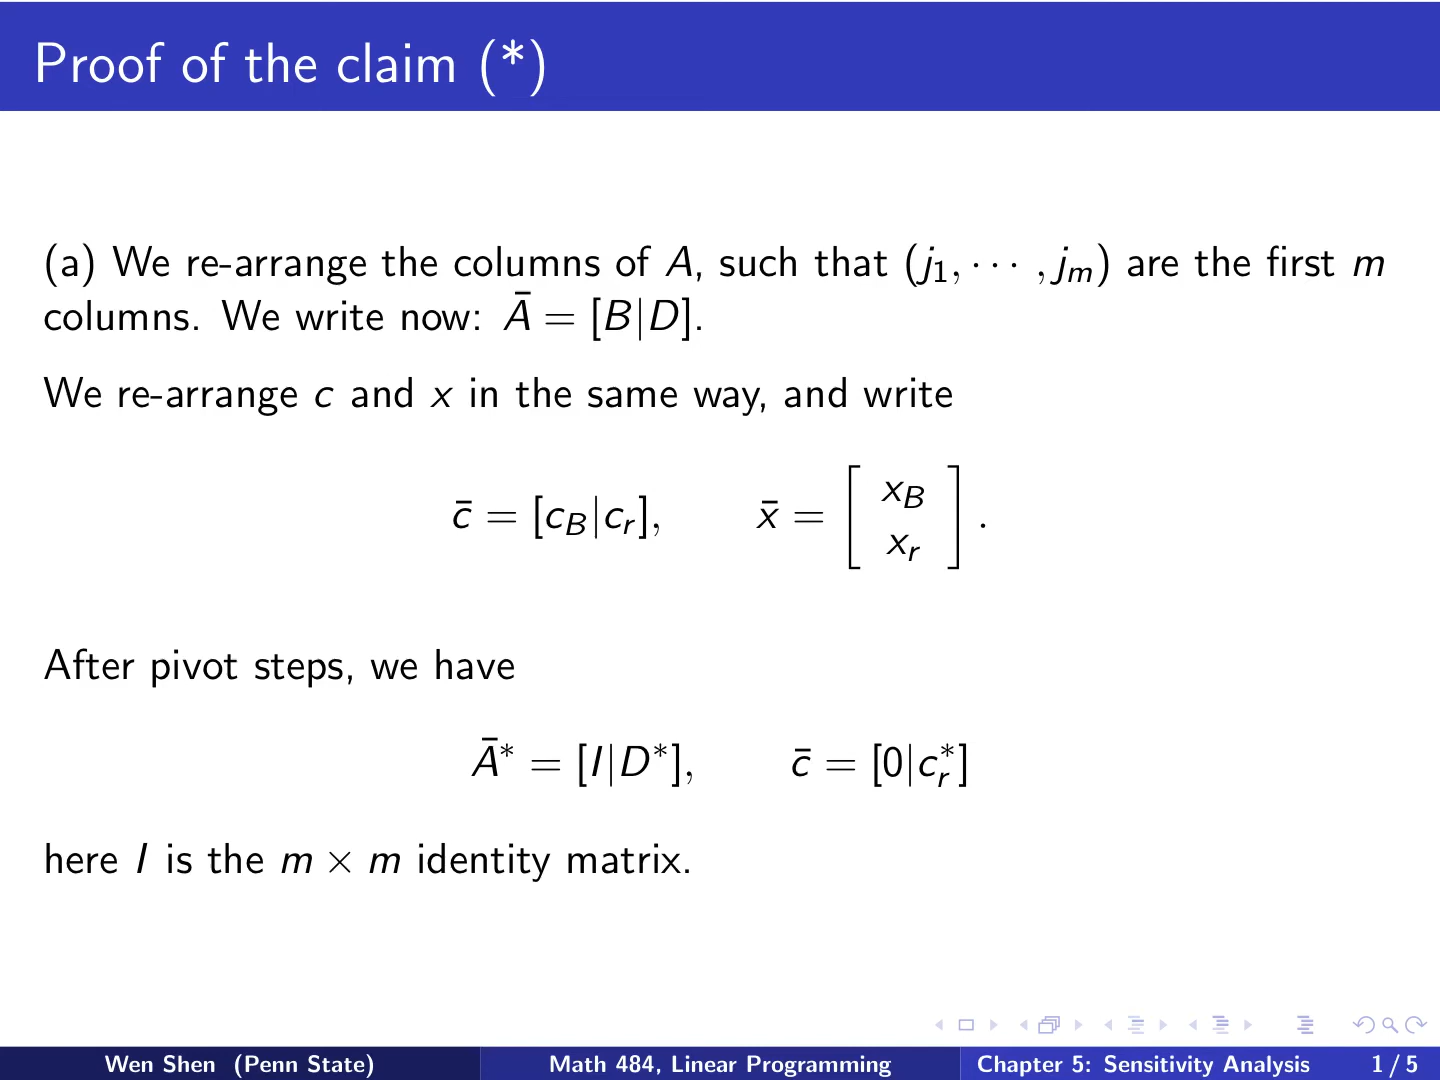 Proof of the claim (*)
(a) We re-arrange the columns of A, such that (j₁, ⋯ , jₘ) are the first m
columns. We write now: Ā = [B|D].
We re-arrange c and x in the same way, and write
c̄ = [c_B|c_r],   x̄ = [ x_B
x_r ] .
After pivot steps, we have
Ā* = [I|D*],   c̄ = [0|c_r*]
here I is the m × m identity matrix.
Wen Shen (Penn State)   Math 484, Linear Programming   Chapter 5: Sensitivity Analysis   1 / 5